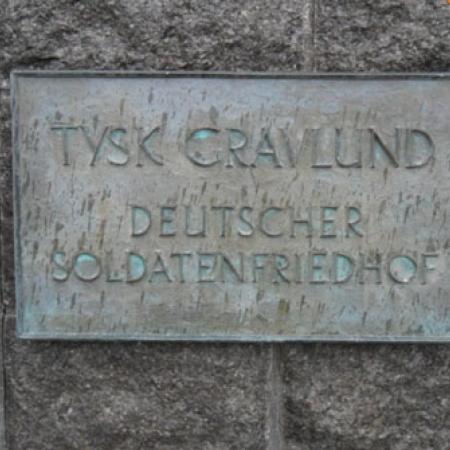 TYSK GRAVLUND
DEUTSCHER
SOLDATENFRIEDHOF